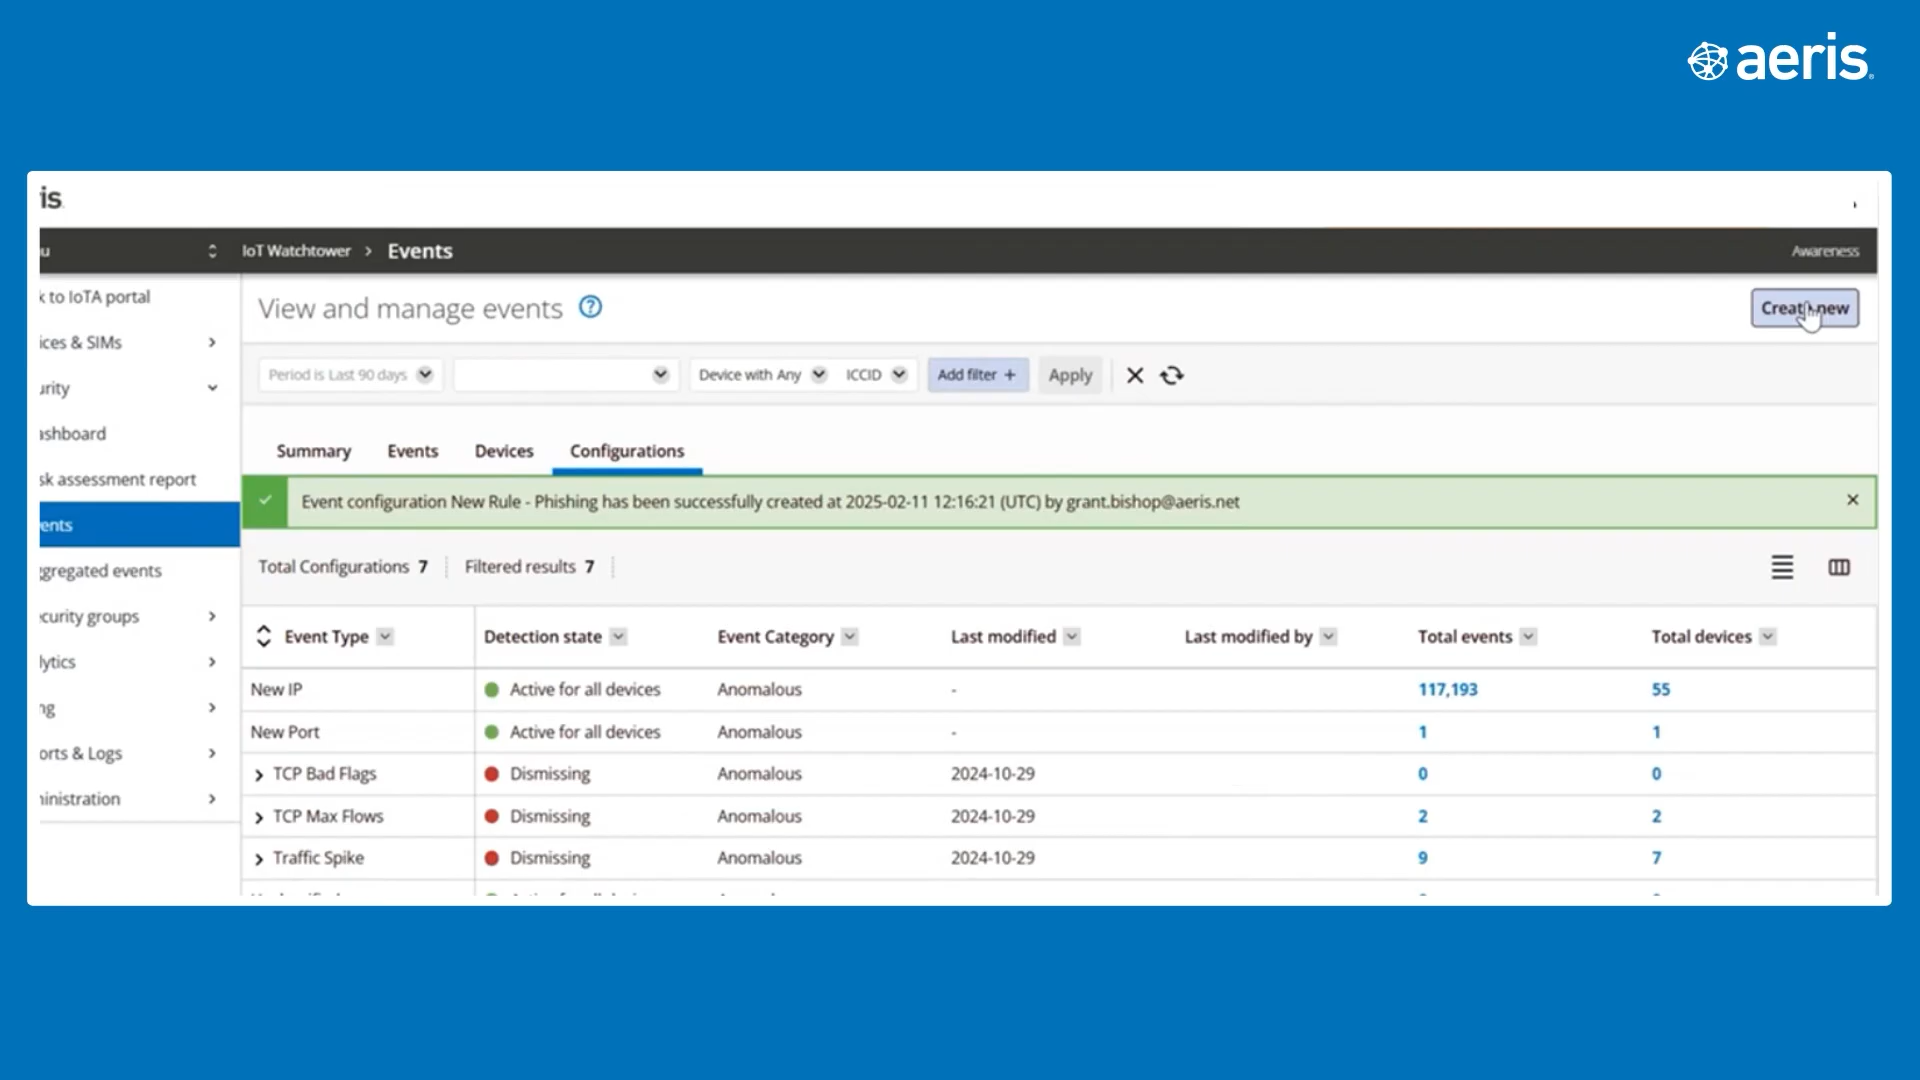 aeris
is
u
IoT Watchtower > Events
Awareness
k to IoTA portal
View and manage events ?
Create new
ices & SIMs
Period is Last 90 days
Device with Any
ICCID
Add filter +
Apply
urity
ashboard
Summary
Events
Devices
Configurations
sk assessment report
Event configuration New Rule - Phishing has been successfully created at 2025-02-11 12:16:21 (UTC) by grant.bishop@aeris.net
ents
Total Configurations 7
Filtered results 7
ggregated events
ecurity groups
Event Type
Detection state
Event Category
Last modified
Last modified by
Total events
Total devices
lytics
New IP Active for all devices Anomalous - 117,193 55
ng
New Port Active for all devices Anomalous - 1 1
orts & Logs
TCP Bad Flags Dismissing Anomalous 2024-10-29 0 0
ninistration
TCP Max Flows Dismissing Anomalous 2024-10-29 2 2
Traffic Spike Dismissing Anomalous 2024-10-29 9 7